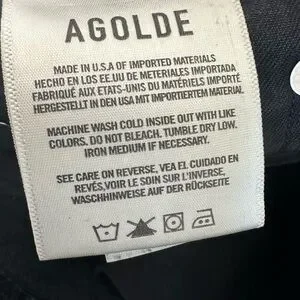 AGOLDE
MADE IN U.S.A OF IMPORTED MATERIALS
HECHO EN LOS EE.UU DE METERIALES IMPORTADA
FABRIQUÉ AUX ETATS-UNIS DU MATÉRIELS IMPORTÉ
HERGESTELLT IN DEN USA MIT IMPORTIERTEM MATERIAL
MACHINE WASH COLD INSIDE OUT WITH LIKE
COLORS. DO NOT BLEACH. TUMBLE DRY LOW.
IRON MEDIUM IF NECESSARY.
SEE CARE ON REVERSE, VEA EL CUIDADO EN
REVÉS, VOIR LE SOIN SUR L'INVERSE,
WASCHHINWEISE AUF DER RÜCKSEITE